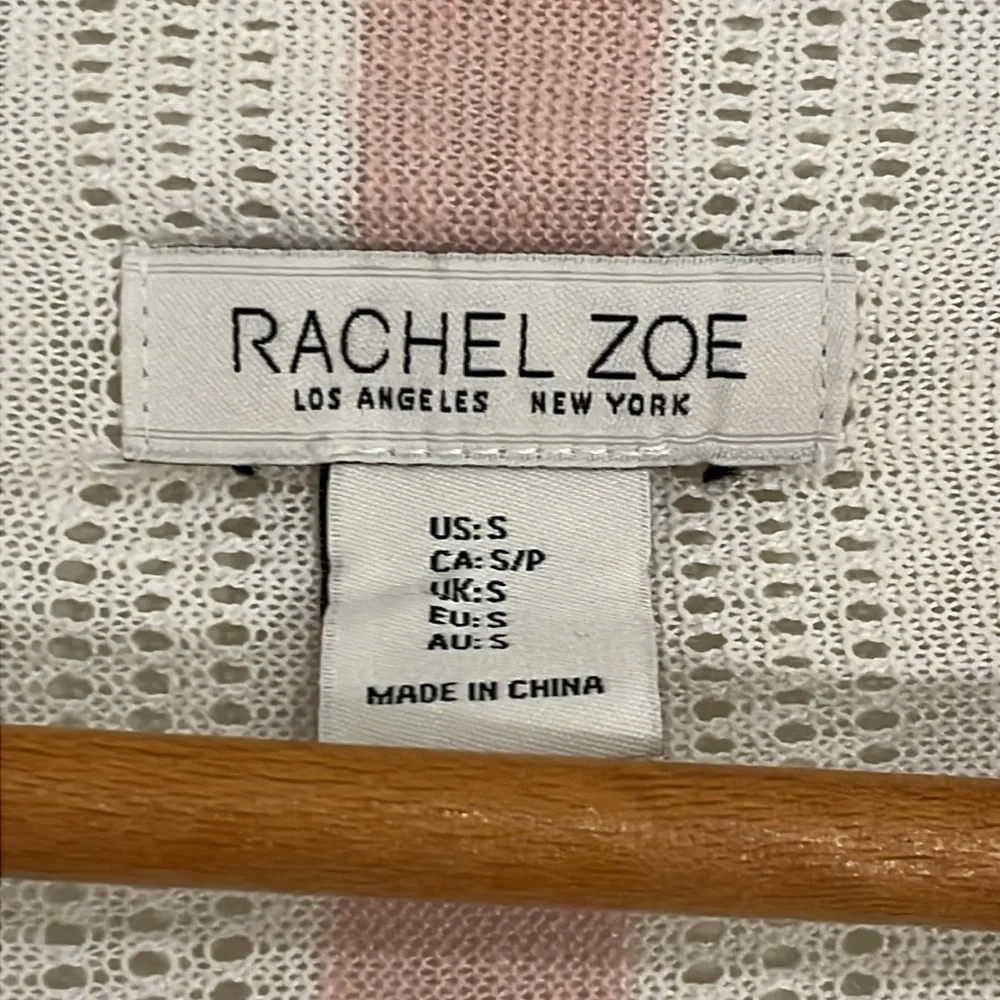 RACHEL ZOE
LOS ANGELES NEW YORK
US: S
CA: S/P
UK: S
EU: S
AU: S
MADE IN CHINA